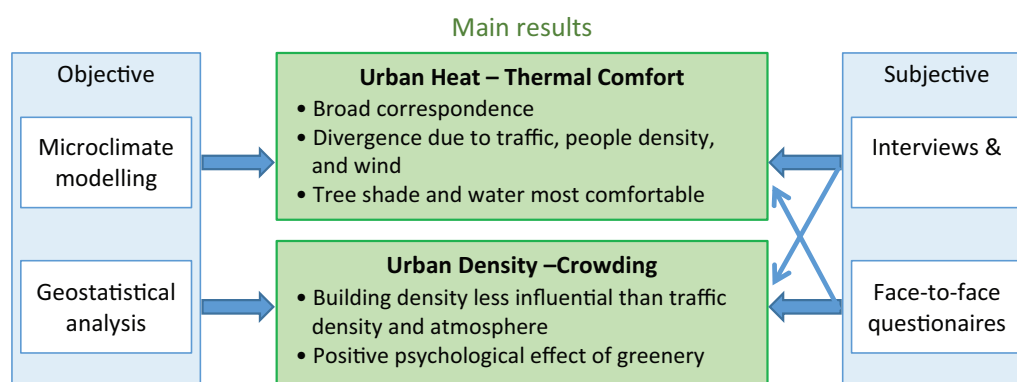 Main results
Objective
Microclimate
modelling
Geostatistical
analysis
Urban Heat – Thermal Comfort
• Broad correspondence
• Divergence due to traffic, people density,
and wind
• Tree shade and water most comfortable
Urban Density –Crowding
• Building density less influential than traffic
density and atmosphere
• Positive psychological effect of greenery
Subjective
Interviews &
Face-to-face
questionaires